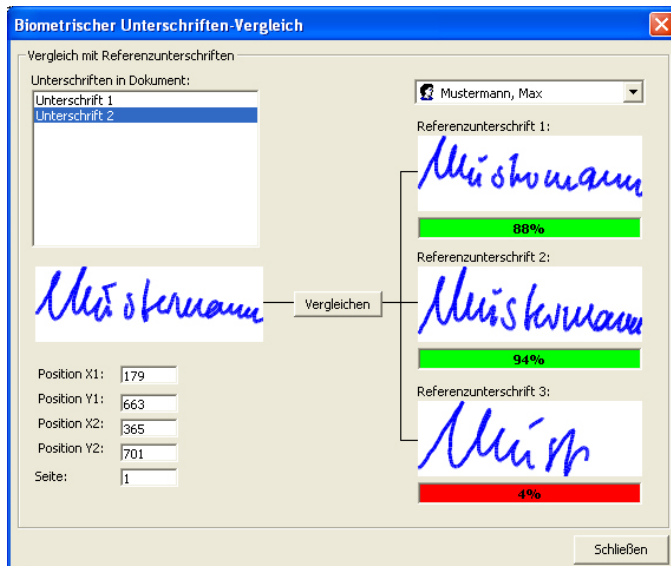 Biometrischer Unterschriften-Vergleich
Vergleich mit Referenzunterschriften
Unterschriften in Dokument:
Unterschrift 1
Unterschrift 2
Mustermann
Position X1: 179
Position Y1: 663
Position X2: 365
Position Y2: 701
Seite: 1
Vergleichen
Mustermann, Max
Referenzunterschrift 1:
Mustermann
88%
Referenzunterschrift 2:
Mustermann
94%
Referenzunterschrift 3:
Must
4%
Schließen